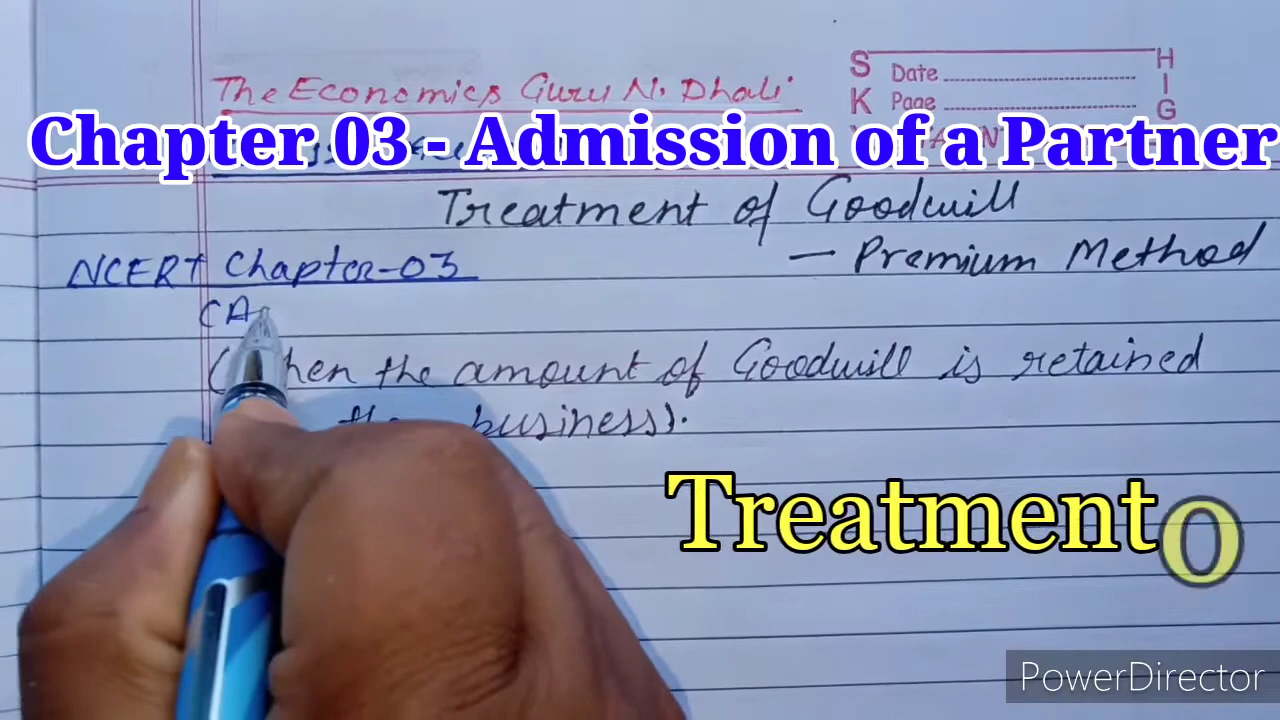 The Economics Guru N. Dhali
S
K
Date
Page
H
I
G
Chapter 03 - Admission of a Partner
Treatment of Goodwill
— Premium Method
NCERT Chapter-03
(A
hen the amount of Goodwill is retained
the business).
Treatment o
PowerDirector